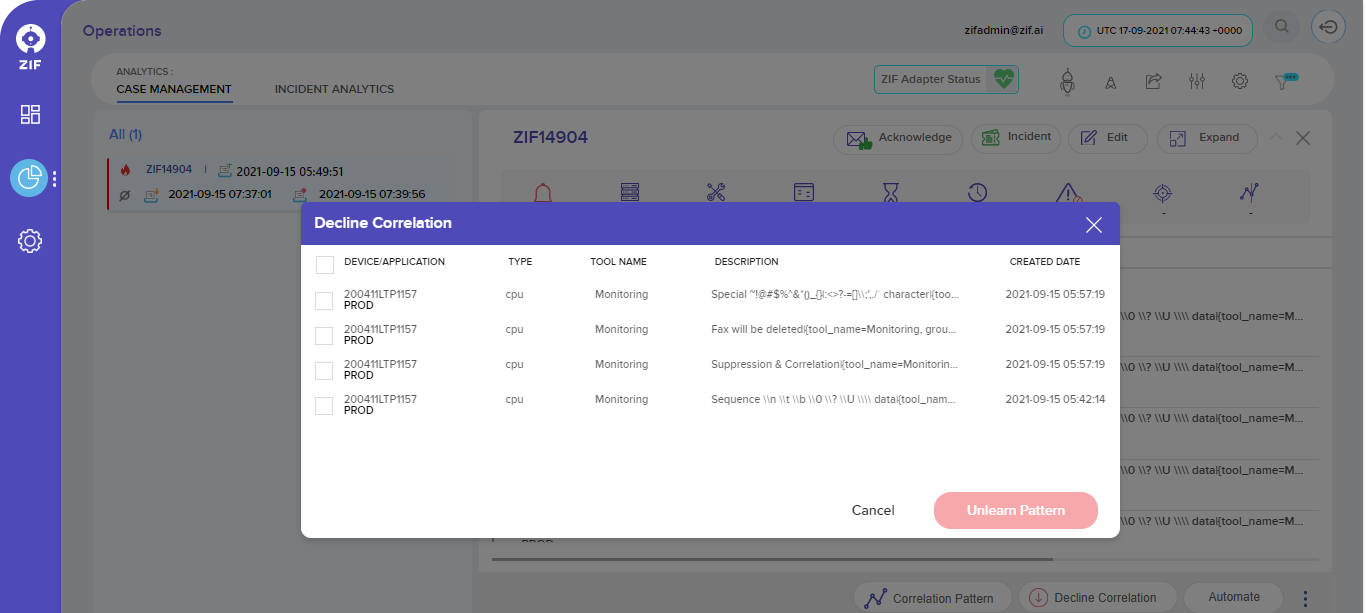 Operations
zifadmin@zif.ai
UTC 17-09-2021 07:44:43 +0000
ZIF
ANALYTICS :
CASE MANAGEMENT
INCIDENT ANALYTICS
ZIF Adapter Status
All (1)
ZIF14904
2021-09-15 05:49:51
2021-09-15 07:37:01
2021-09-15 07:39:56
ZIF14904
Acknowledge
Incident
Edit
Expand
-
-
Decline Correlation
DEVICE/APPLICATION TYPE TOOL NAME DESCRIPTION CREATED DATE
200411LTP1157 cpu Monitoring Special ~!@#$%^&*()_{}|:<>?-=[]\\;',./` character|{too... 2021-09-15 05:57:19
PROD
200411LTP1157 cpu Monitoring Fax will be deleted|{tool_name=Monitoring, grou... 2021-09-15 05:57:19
PROD
200411LTP1157 cpu Monitoring Suppression & Correlation|{tool_name=Monitorin... 2021-09-15 05:57:19
PROD
200411LTP1157 cpu Monitoring Sequence \\n \\t \\b \\0 \\? \\U \\\\ data|{tool_nam... 2021-09-15 05:42:14
PROD
Cancel
Unlearn Pattern
\\0 \\? \\U \\\\ data|{tool_name=M...
\\0 \\? \\U \\\\ data|{tool_name=M...
\\0 \\? \\U \\\\ data|{tool_name=M...
\\0 \\? \\U \\\\ data|{tool_name=M...
\\0 \\? \\U \\\\ data|{tool_name=M...
Correlation Pattern
Decline Correlation
Automate